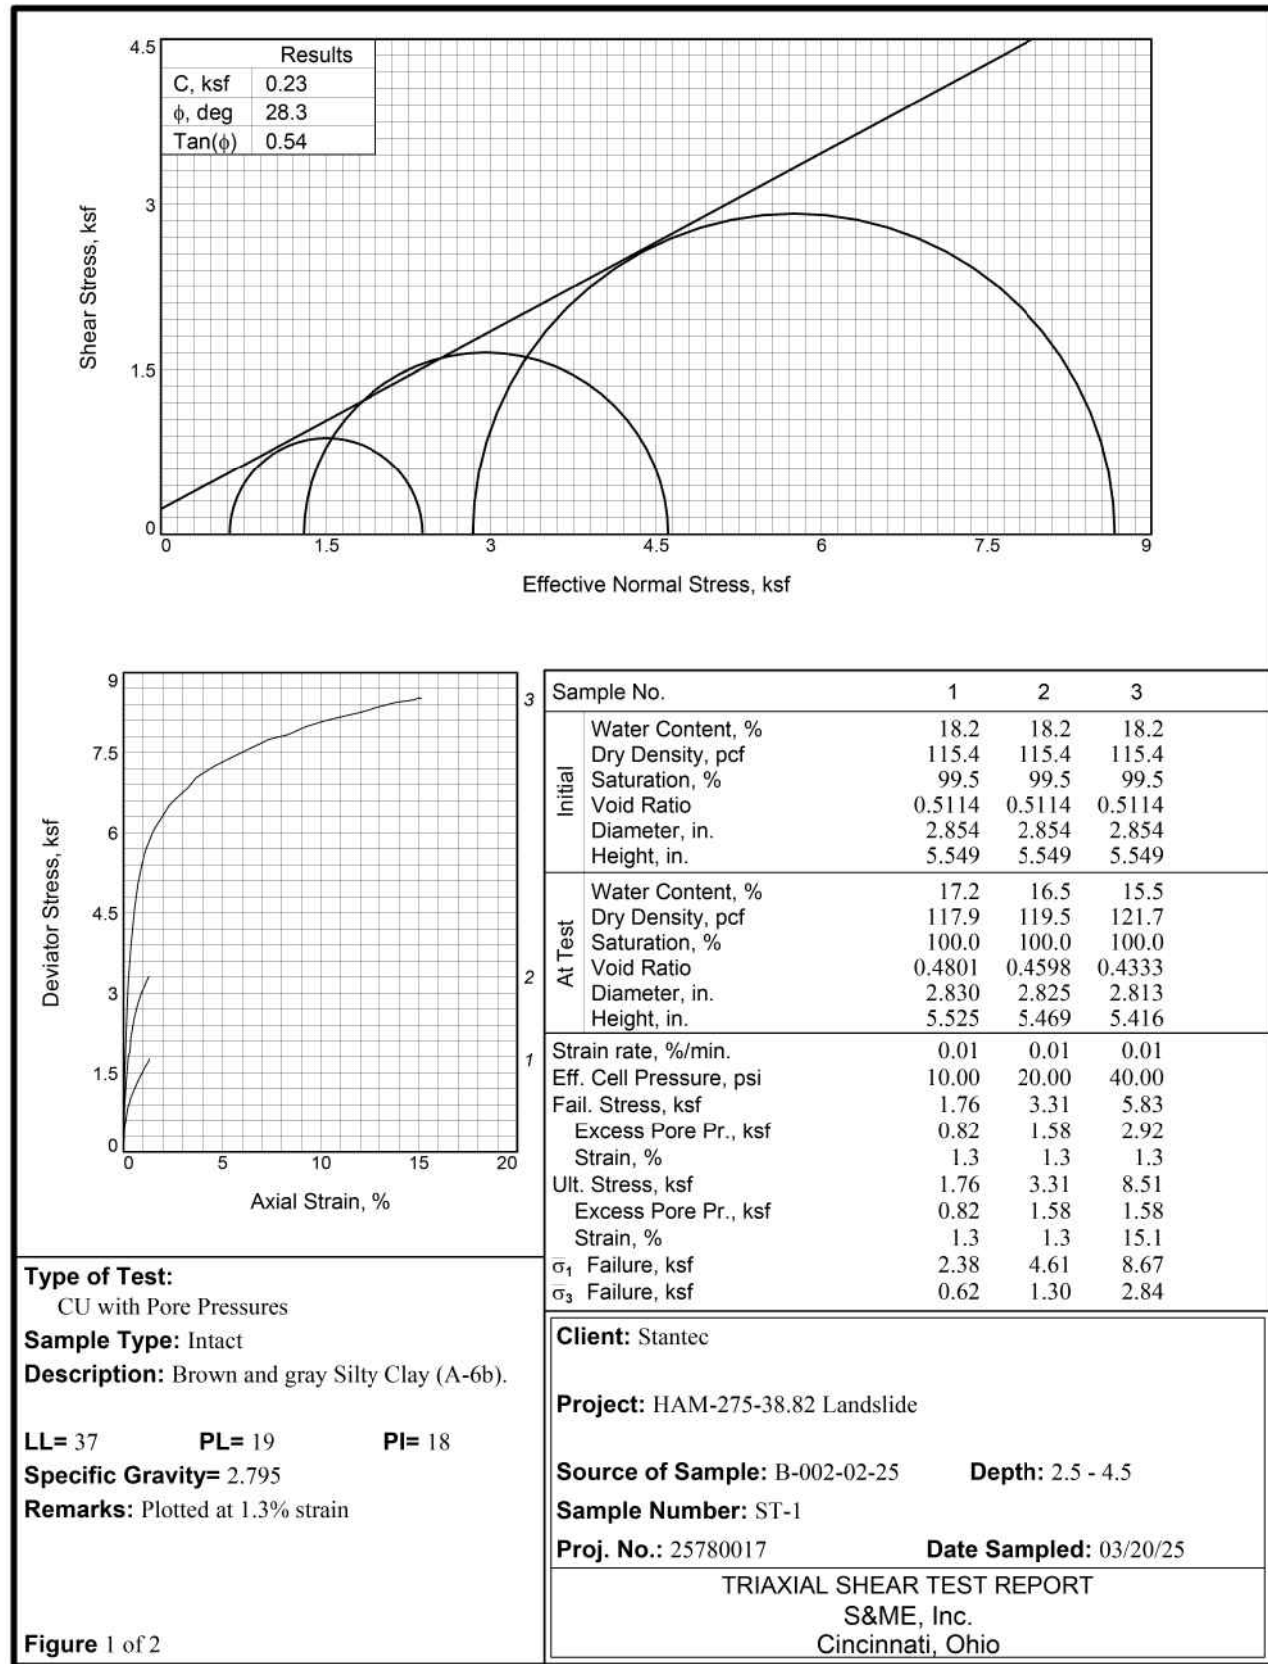 Results
C, ksf 0.23
ϕ, deg 28.3
Tan(ϕ) 0.54
4.5
3
1.5
0
Shear Stress, ksf
0 1.5 3 4.5 6 7.5 9
Effective Normal Stress, ksf
9
7.5
6
4.5
3
1.5
0
Deviator Stress, ksf
3
2
1
0 5 10 15 20
Axial Strain, %
Sample No. 1 2 3
Initial
Water Content, % 18.2 18.2 18.2
Dry Density, pcf 115.4 115.4 115.4
Saturation, % 99.5 99.5 99.5
Void Ratio 0.5114 0.5114 0.5114
Diameter, in. 2.854 2.854 2.854
Height, in. 5.549 5.549 5.549
At Test
Water Content, % 17.2 16.5 15.5
Dry Density, pcf 117.9 119.5 121.7
Saturation, % 100.0 100.0 100.0
Void Ratio 0.4801 0.4598 0.4333
Diameter, in. 2.830 2.825 2.813
Height, in. 5.525 5.469 5.416
Strain rate, %/min. 0.01 0.01 0.01
Eff. Cell Pressure, psi 10.00 20.00 40.00
Fail. Stress, ksf 1.76 3.31 5.83
Excess Pore Pr., ksf 0.82 1.58 2.92
Strain, % 1.3 1.3 1.3
Ult. Stress, ksf 1.76 3.31 8.51
Excess Pore Pr., ksf 0.82 1.58 1.58
Strain, % 1.3 1.3 15.1
σ̅₁ Failure, ksf 2.38 4.61 8.67
σ̅₃ Failure, ksf 0.62 1.30 2.84
Type of Test:
CU with Pore Pressures
Sample Type: Intact
Description: Brown and gray Silty Clay (A-6b).
LL= 37 PL= 19 PI= 18
Specific Gravity= 2.795
Remarks: Plotted at 1.3% strain
Figure 1 of 2
Client: Stantec
Project: HAM-275-38.82 Landslide
Source of Sample: B-002-02-25 Depth: 2.5 - 4.5
Sample Number: ST-1
Proj. No.: 25780017 Date Sampled: 03/20/25
TRIAXIAL SHEAR TEST REPORT
S&ME, Inc.
Cincinnati, Ohio